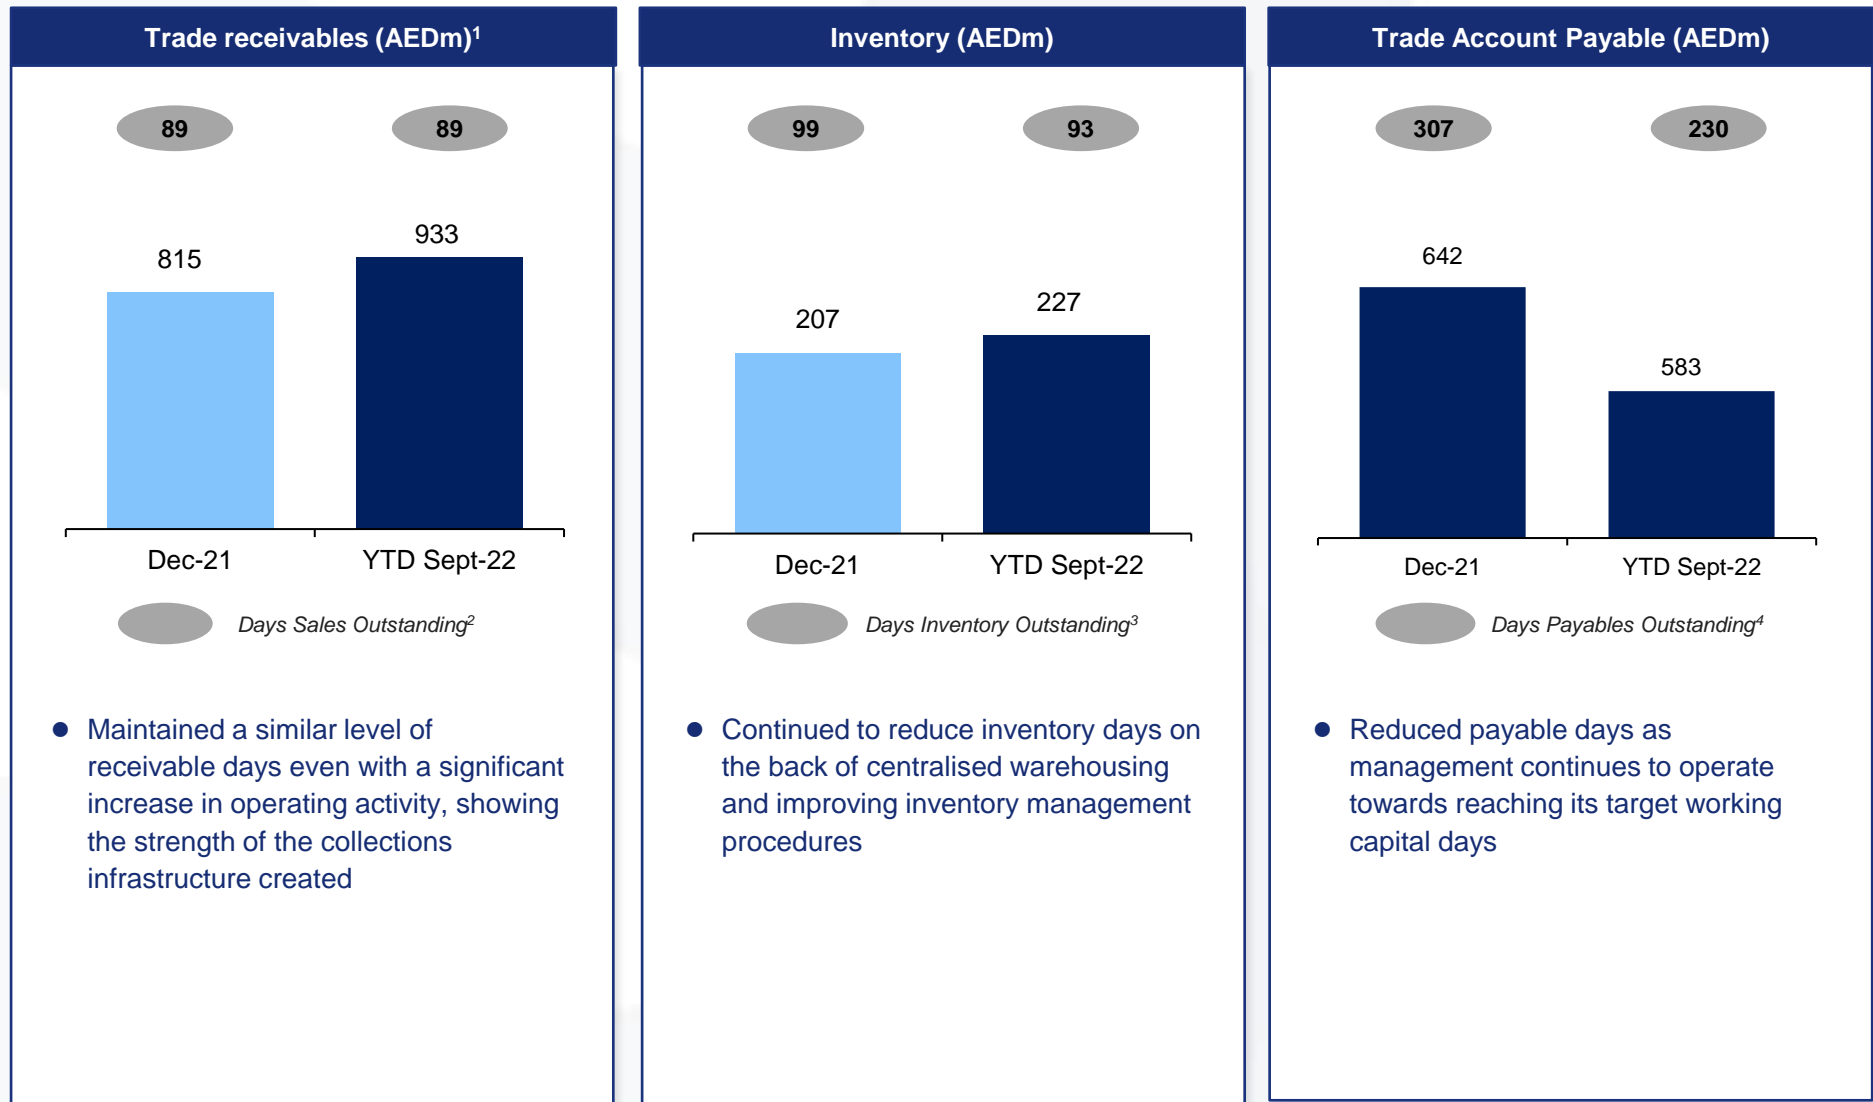 Trade receivables (AEDm)¹
89
89
815
933
Dec-21
YTD Sept-22
Days Sales Outstanding²
● Maintained a similar level of
receivable days even with a significant
increase in operating activity, showing
the strength of the collections
infrastructure created
Inventory (AEDm)
99
93
207
227
Dec-21
YTD Sept-22
Days Inventory Outstanding³
● Continued to reduce inventory days on
the back of centralised warehousing
and improving inventory management
procedures
Trade Account Payable (AEDm)
307
230
642
583
Dec-21
YTD Sept-22
Days Payables Outstanding⁴
● Reduced payable days as
management continues to operate
towards reaching its target working
capital days